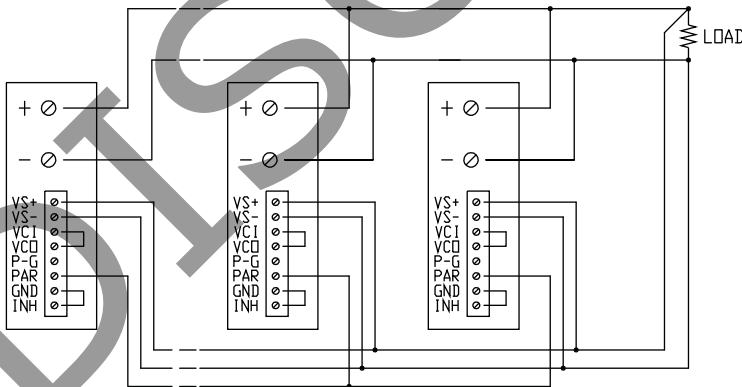 LOAD
+
−
VS+
VS-
VCI
VCO
P-G
PAR
GND
INH
+
−
VS+
VS-
VCI
VCO
P-G
PAR
GND
INH
+
−
VS+
VS-
VCI
VCO
P-G
PAR
GND
INH
DISC